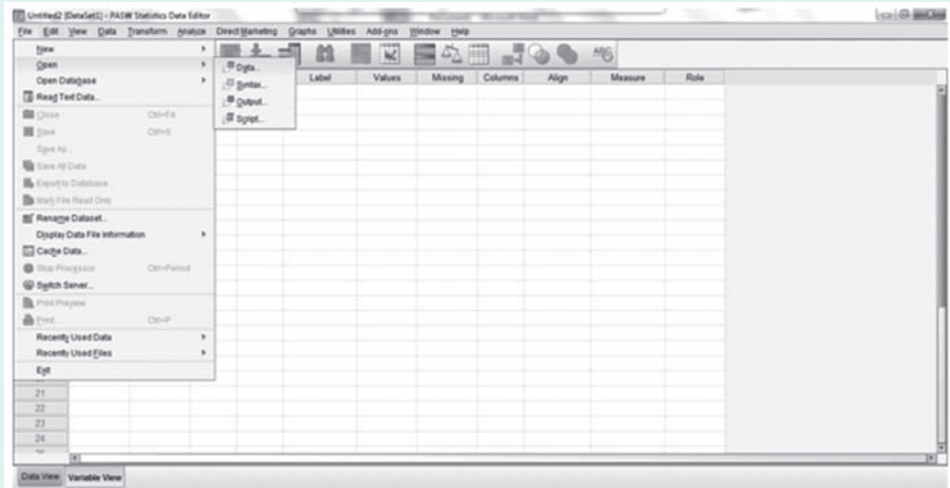 Untitled2 [DataSet1] - PASW Statistics Data Editor
File Edit View Data Transform Analyze Direct Marketing Graphs Utilities Add-ons Window Help
New
Open
Open Database
Read Text Data...
Close Ctrl+F4
Save Ctrl+S
Save As...
Save All Data
Export to Database...
Mark File Read Only
Rename Dataset...
Display Data File Information
Cache Data...
Stop Processor Ctrl+Period
Switch Server...
Print Preview
Print... Ctrl+P
Recently Used Data
Recently Used Files
Exit
Data...
Syntax...
Output...
Script...
Label Values Missing Columns Align Measure Role
21
22
23
24
Data View Variable View